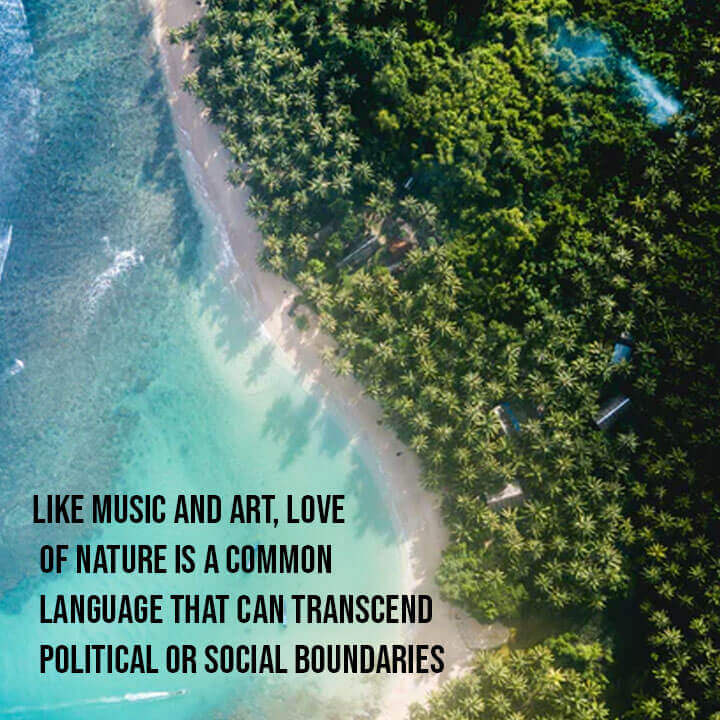 LIKE MUSIC AND ART, LOVE
OF NATURE IS A COMMON
LANGUAGE THAT CAN TRANSCEND
POLITICAL OR SOCIAL BOUNDARIES